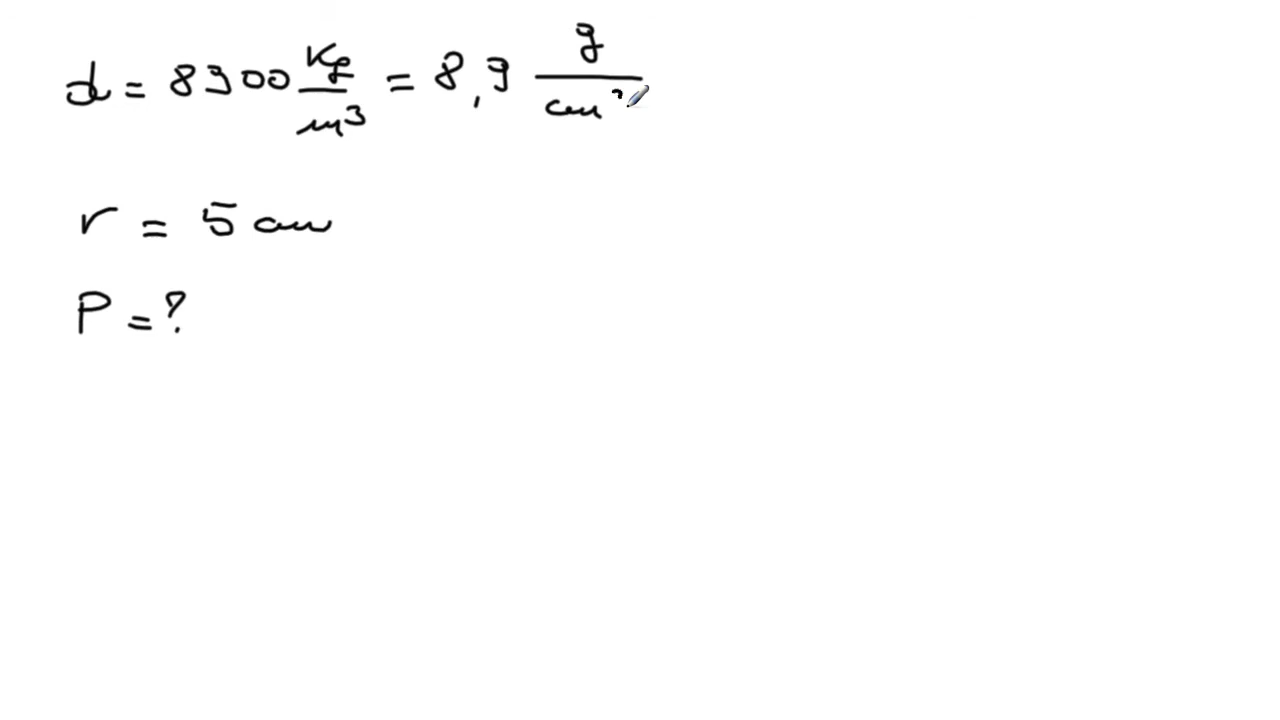 d = 8900 Kg/m³ = 8,9 g/cm³
r = 5 cm
P = ?